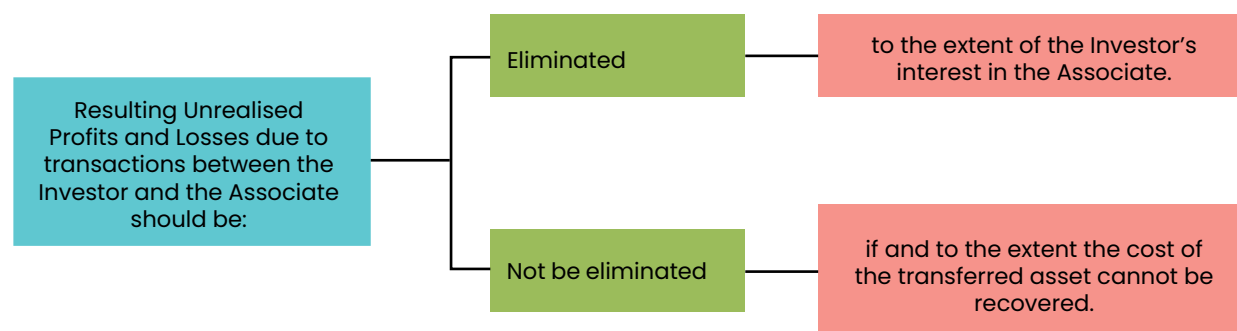 Resulting Unrealised
Profits and Losses due to
transactions between the
Investor and the Associate
should be:
Eliminated
to the extent of the Investor’s
interest in the Associate.
Not be eliminated
if and to the extent the cost of
the transferred asset cannot be
recovered.